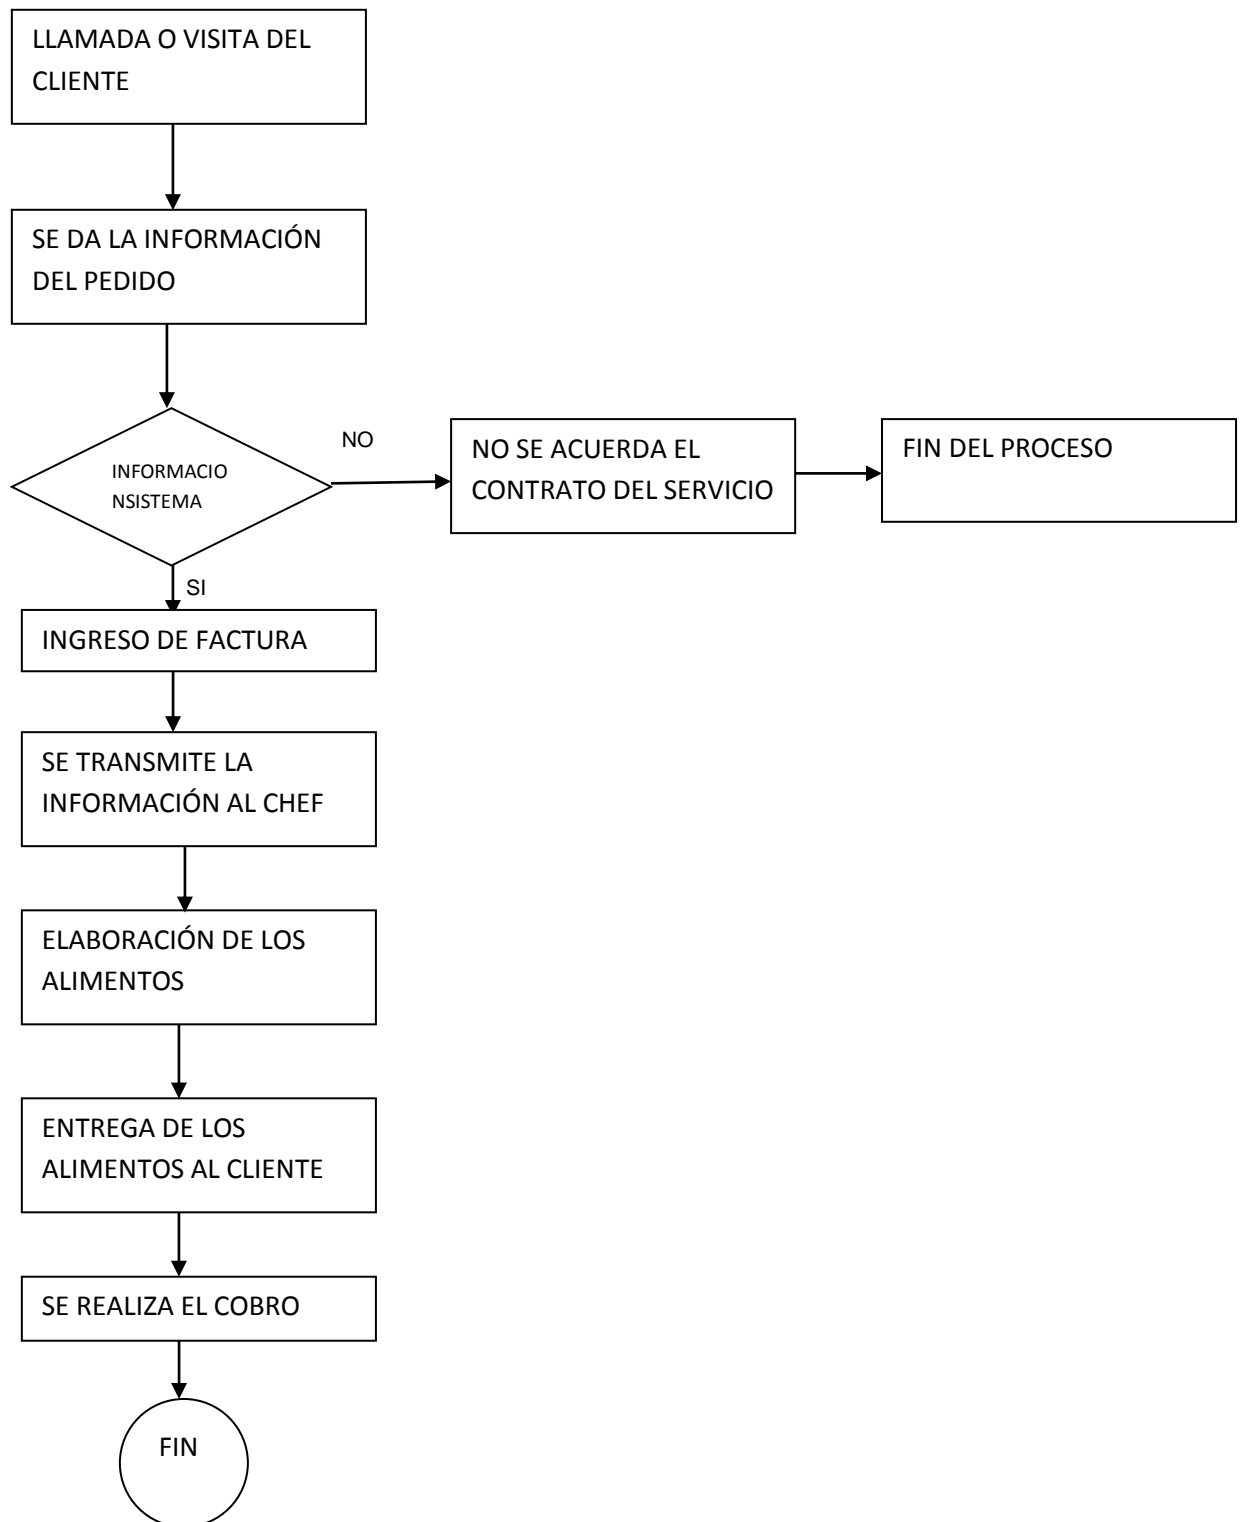 LLAMADA O VISITA DEL
CLIENTE
SE DA LA INFORMACIÓN
DEL PEDIDO
INFORMACIO
NSISTEMA
NO
NO SE ACUERDA EL
CONTRATO DEL SERVICIO
FIN DEL PROCESO
SI
INGRESO DE FACTURA
SE TRANSMITE LA
INFORMACIÓN AL CHEF
ELABORACIÓN DE LOS
ALIMENTOS
ENTREGA DE LOS
ALIMENTOS AL CLIENTE
SE REALIZA EL COBRO
FIN